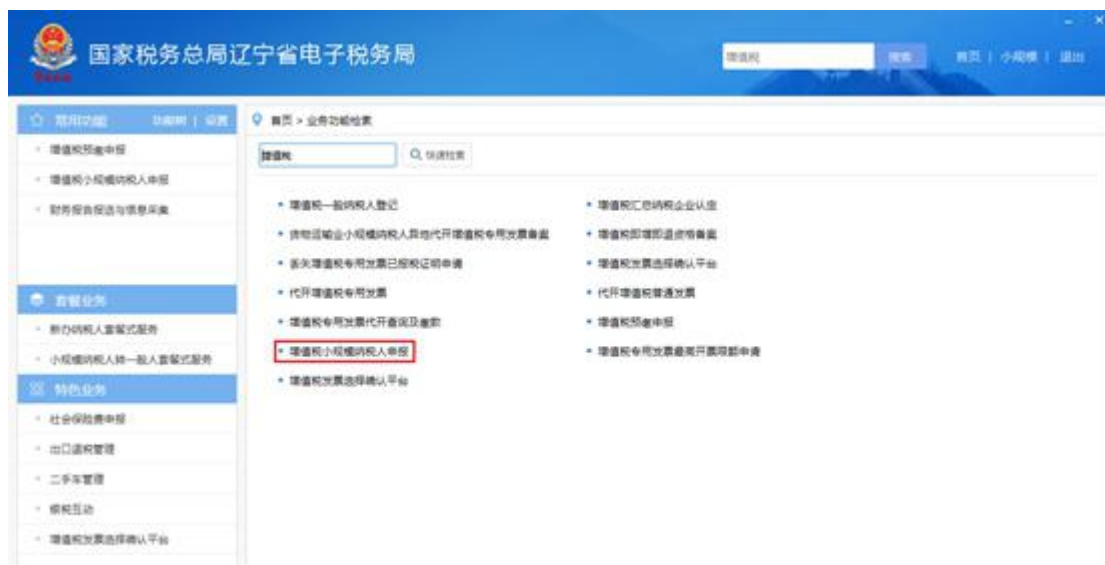 国家税务总局辽宁省电子税务局
增值税
搜索
首页 | 小规模 | 退出
常用功能 功能树 | 设置
首页 > 业务功能检索
增值税预缴申报
增值税小规模纳税人申报
财务报告报送与信息采集
增值税
快速检索
增值税一般纳税人登记
增值税汇总纳税企业认定
货物运输业小规模纳税人异地代开增值税专用发票备案
增值税即征即退资格备案
丢失增值税专用发票已报税证明申请
增值税发票选择确认平台
代开增值税专用发票
代开增值税普通发票
增值税专用发票代开查询及缴款
增值税预缴申报
增值税小规模纳税人申报
增值税专用发票最高开票限额申请
增值税发票选择确认平台
套餐业务
新办纳税人套餐式服务
小规模纳税人转一般人套餐式服务
特色业务
社会保险费申报
出口退税管理
二手车管理
银税互动
增值税发票选择确认平台